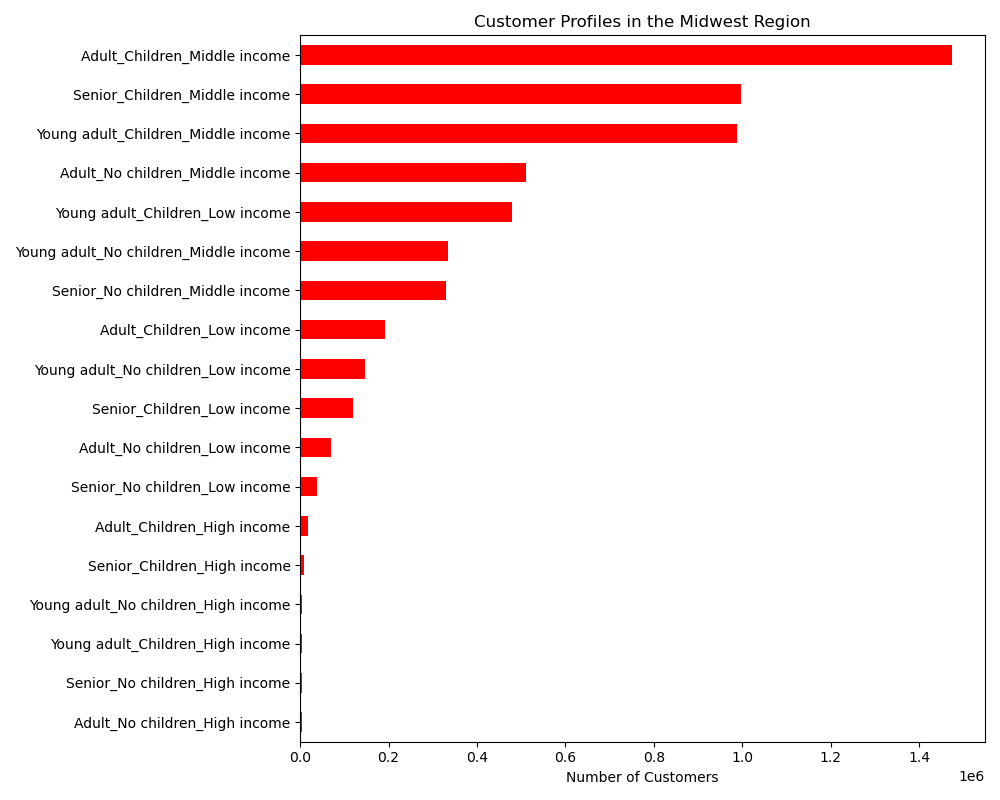 Customer Profiles in the Midwest Region
Adult_Children_Middle income
Senior_Children_Middle income
Young adult_Children_Middle income
Adult_No children_Middle income
Young adult_Children_Low income
Young adult_No children_Middle income
Senior_No children_Middle income
Adult_Children_Low income
Young adult_No children_Low income
Senior_Children_Low income
Adult_No children_Low income
Senior_No children_Low income
Adult_Children_High income
Senior_Children_High income
Young adult_No children_High income
Young adult_Children_High income
Senior_No children_High income
Adult_No children_High income
0.0 0.2 0.4 0.6 0.8 1.0 1.2 1.4
1e6
Number of Customers